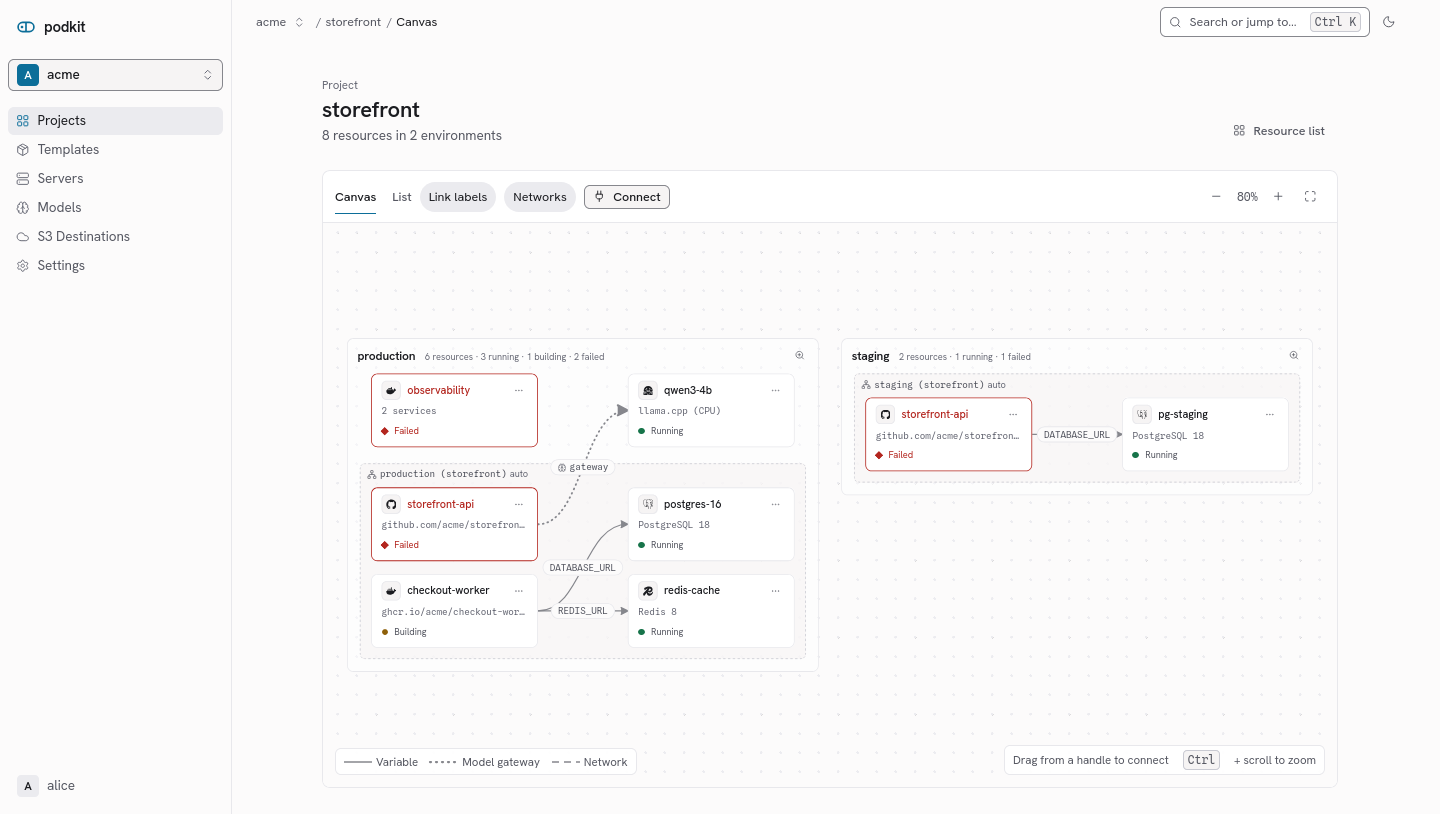 podkit
acme / storefront / Canvas
Search or jump to... Ctrl K
A acme
Projects
Templates
Servers
Models
S3 Destinations
Settings
A alice
Project
storefront
8 resources in 2 environments
Resource list
Canvas List Link labels Networks Connect
80%
production 6 resources · 3 running · 1 building · 2 failed
observability
2 services
Failed
qwen3-4b
llama.cpp (CPU)
Running
gateway
production (storefront) auto
storefront-api
github.com/acme/storefron…
Failed
postgres-16
PostgreSQL 18
Running
DATABASE_URL
checkout-worker
ghcr.io/acme/checkout-wor…
Building
REDIS_URL
redis-cache
Redis 8
Running
staging 2 resources · 1 running · 1 failed
staging (storefront) auto
storefront-api
github.com/acme/storefron…
Failed
DATABASE_URL
pg-staging
PostgreSQL 18
Running
Variable Model gateway Network
Drag from a handle to connect Ctrl + scroll to zoom